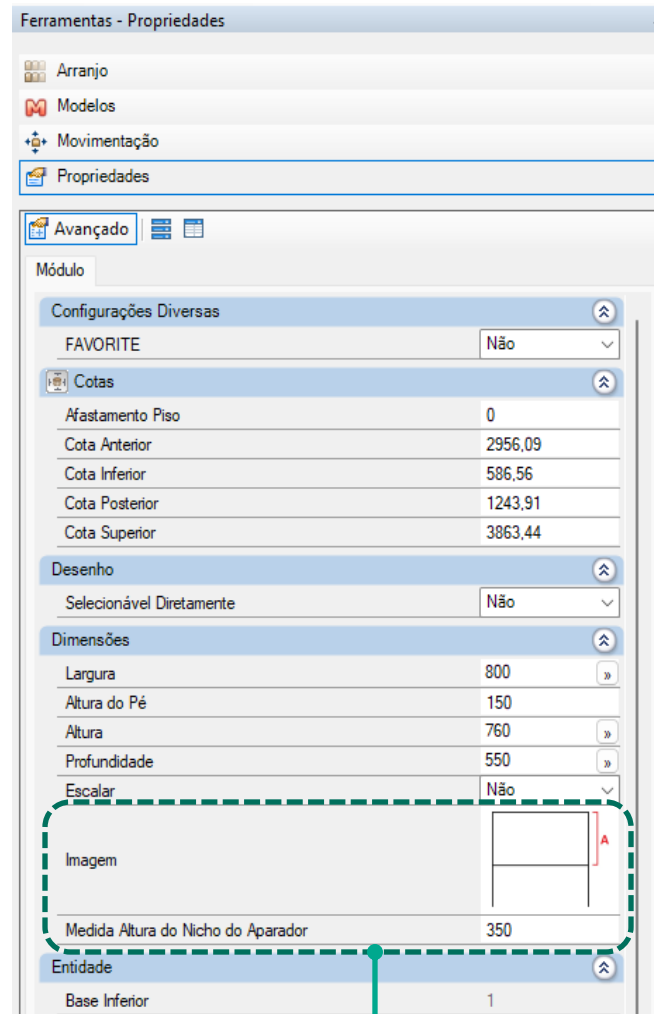 Ferramentas - Propriedades
Arranjo
Modelos
Movimentação
Propriedades
Avançado
Módulo
Configurações Diversas
FAVORITE Não
Cotas
Afastamento Piso 0
Cota Anterior 2956,09
Cota Inferior 586,56
Cota Posterior 1243,91
Cota Superior 3863,44
Desenho
Selecionável Diretamente Não
Dimensões
Largura 800 »
Altura do Pé 150
Altura 760 »
Profundidade 550 »
Escalar Não
Imagem A
Medida Altura do Nicho do Aparador 350
Entidade
Base Inferior 1